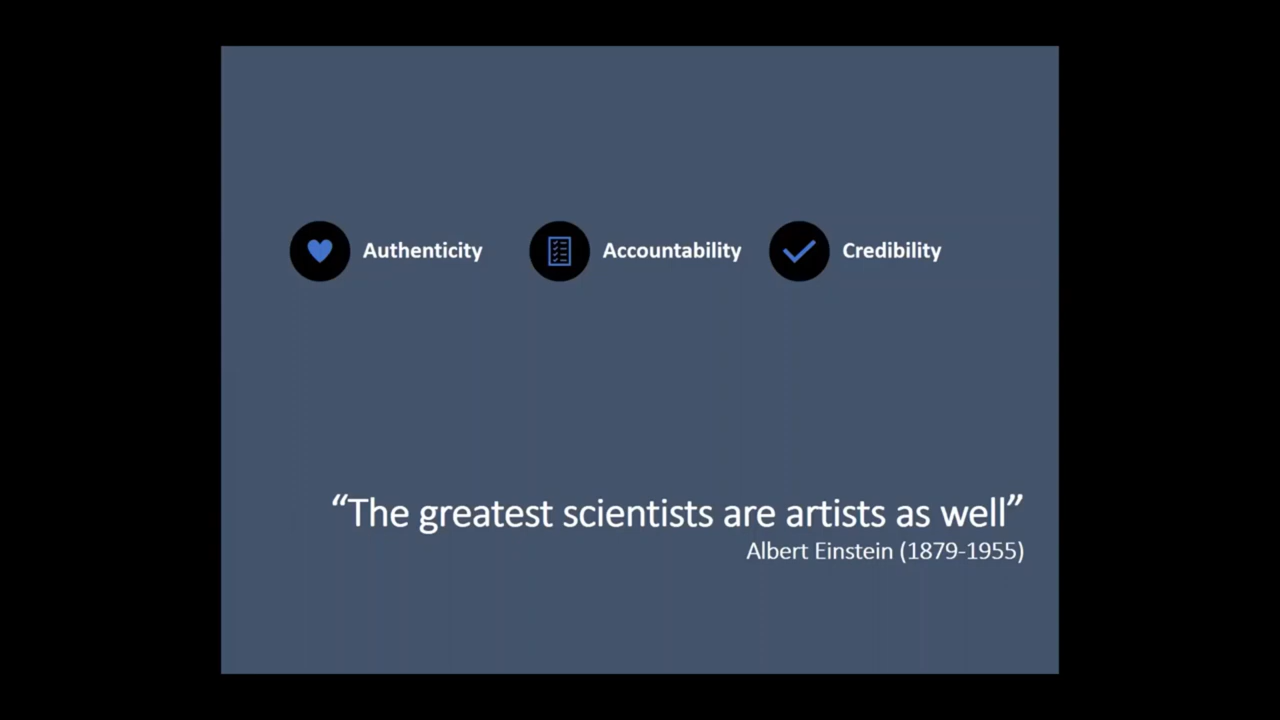 Authenticity Accountability Credibility
“The greatest scientists are artists as well”
Albert Einstein (1879-1955)